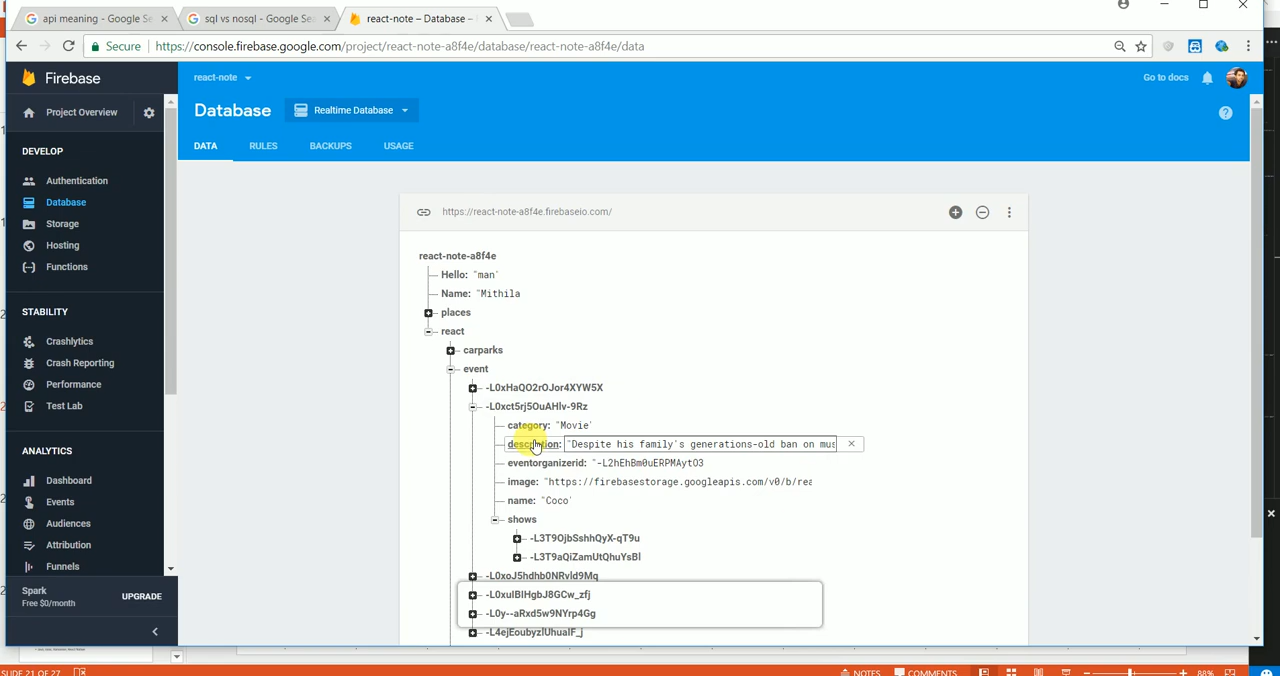 api meaning - Google Se
sql vs nosql - Google Sea
react-note – Database –
Secure
https://console.firebase.google.com/project/react-note-a8f4e/database/react-note-a8f4e/data
Firebase
react-note
Go to docs
Project Overview
Database
Realtime Database
DATA
RULES
BACKUPS
USAGE
DEVELOP
Authentication
Database
Storage
Hosting
Functions
STABILITY
Crashlytics
Crash Reporting
Performance
Test Lab
ANALYTICS
Dashboard
Events
Audiences
Attribution
Funnels
Spark
Free $0/month
UPGRADE
https://react-note-a8f4e.firebaseio.com/
react-note-a8f4e
Hello: "man"
Name: "Mithila
places
react
carparks
event
-L0xHaQO2rOJor4XYW5X
-L0xct5rj5OuAHlv-9Rz
category: "Movie"
description: "Despite his family's generations-old ban on mus
eventorganizerid: "-L2hEhBm0uERPMAytO3
image: "https://firebasestorage.googleapis.com/v0/b/rea
name: "Coco"
shows
-L3T9OjbSshhQyX-qT9u
-L3T9aQiZamUtQhuYsBl
-L0xoJ5hdhb0NRvld9Mq
-L0xulBIHgbJ8GCw_zfj
-L0y--aRxd5w9NYrp4Gg
-L4ejEoubyzlUhualF_j
SLIDE 21 OF 27
NOTES
COMMENTS
88%